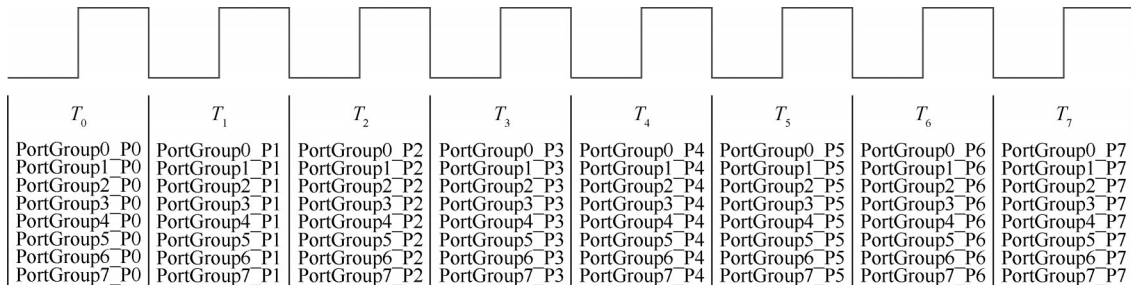 T0 T1 T2 T3 T4 T5 T6 T7
PortGroup0_P0 PortGroup0_P1 PortGroup0_P2 PortGroup0_P3 PortGroup0_P4 PortGroup0_P5 PortGroup0_P6 PortGroup0_P7
PortGroup1_P0 PortGroup1_P1 PortGroup1_P2 PortGroup1_P3 PortGroup1_P4 PortGroup1_P5 PortGroup1_P6 PortGroup1_P7
PortGroup2_P0 PortGroup2_P1 PortGroup2_P2 PortGroup2_P3 PortGroup2_P4 PortGroup2_P5 PortGroup2_P6 PortGroup2_P7
PortGroup3_P0 PortGroup3_P1 PortGroup3_P2 PortGroup3_P3 PortGroup3_P4 PortGroup3_P5 PortGroup3_P6 PortGroup3_P7
PortGroup4_P0 PortGroup4_P1 PortGroup4_P2 PortGroup4_P3 PortGroup4_P4 PortGroup4_P5 PortGroup4_P6 PortGroup4_P7
PortGroup5_P0 PortGroup5_P1 PortGroup5_P2 PortGroup5_P3 PortGroup5_P4 PortGroup5_P5 PortGroup5_P6 PortGroup5_P7
PortGroup6_P0 PortGroup6_P1 PortGroup6_P2 PortGroup6_P3 PortGroup6_P4 PortGroup6_P5 PortGroup6_P6 PortGroup6_P7
PortGroup7_P0 PortGroup7_P1 PortGroup7_P2 PortGroup7_P3 PortGroup7_P4 PortGroup7_P5 PortGroup7_P6 PortGroup7_P7